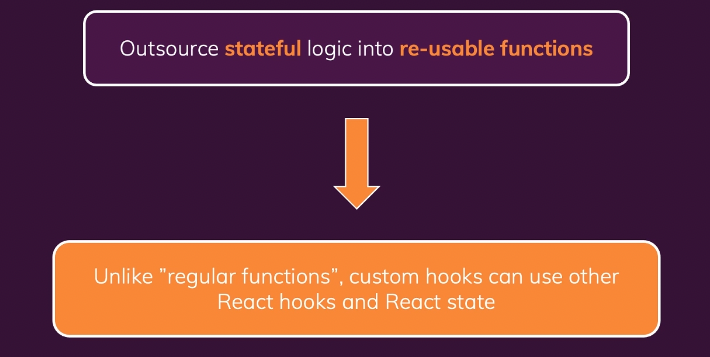 Outsource stateful logic into re-usable functions
Unlike ”regular functions”, custom hooks can use other
React hooks and React state